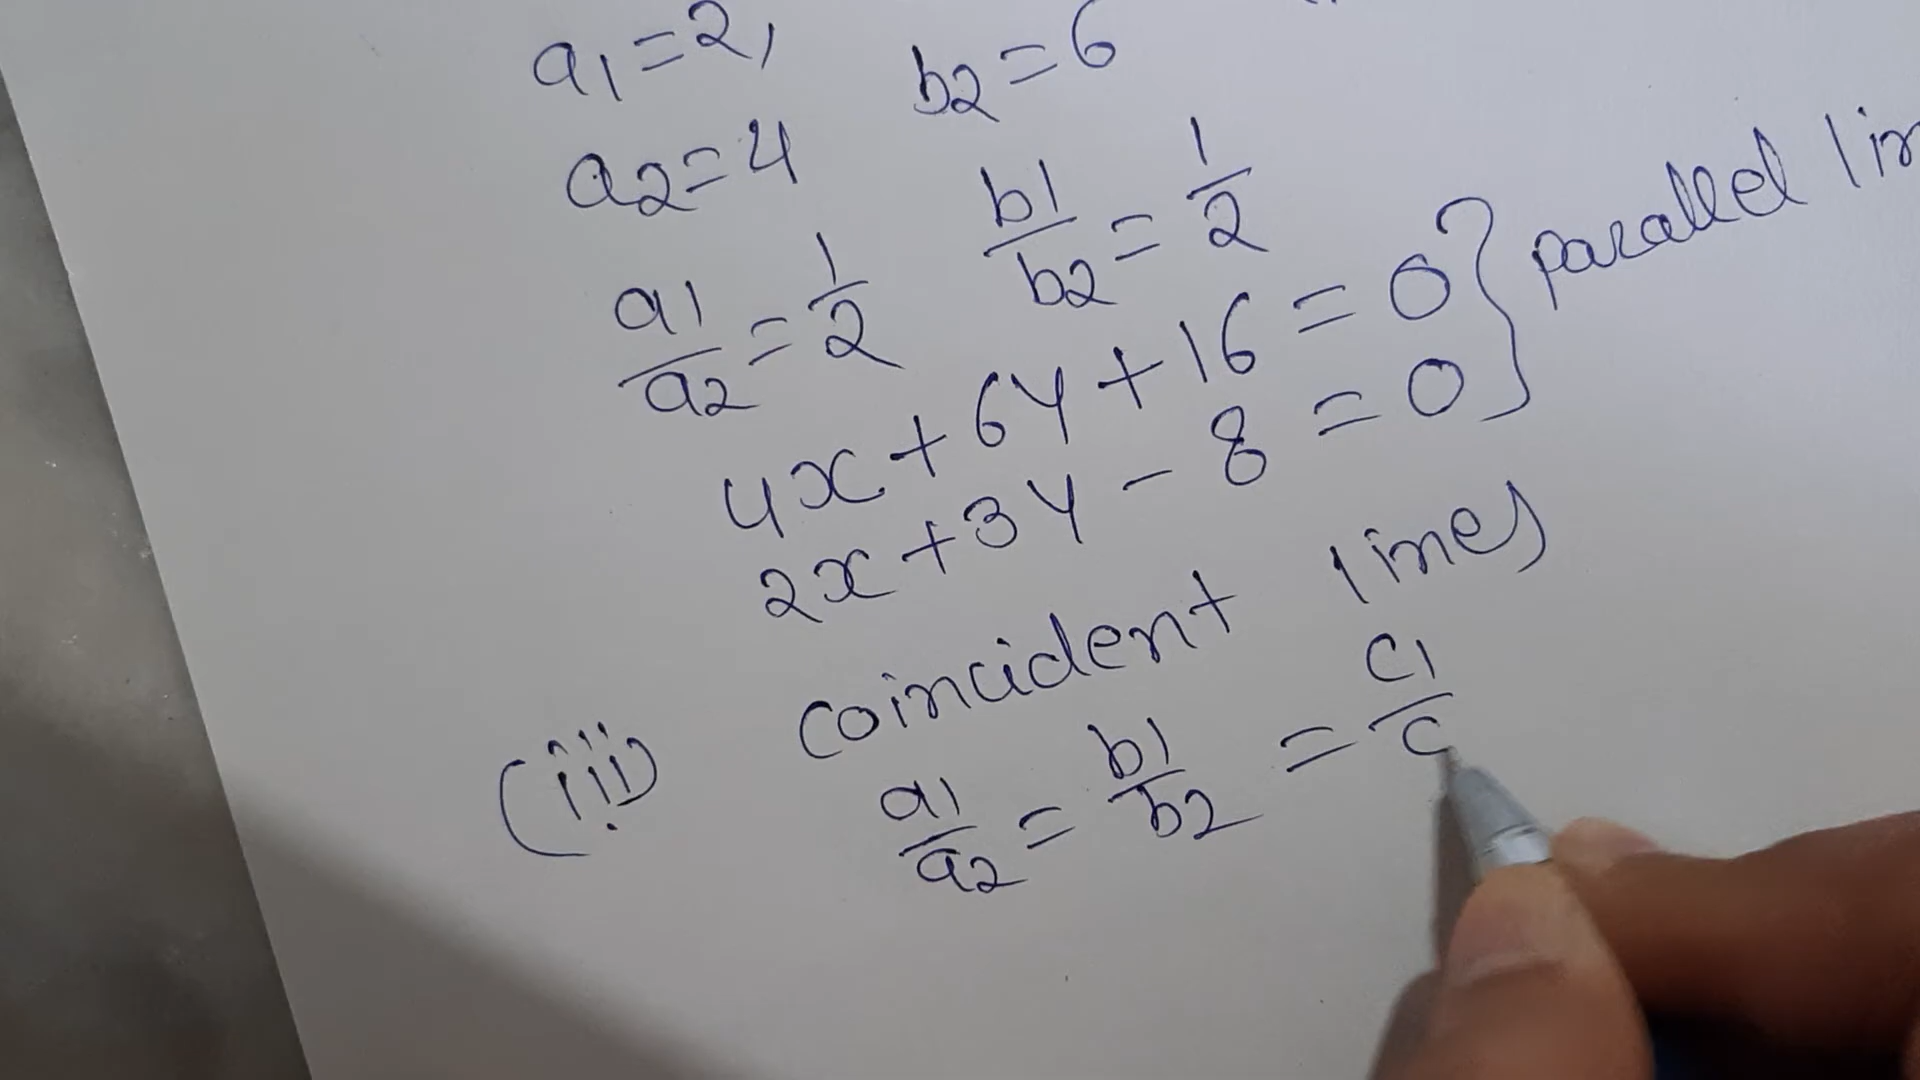 a1=2, b2=6
a2=4
a1/a2 = 1/2 b1/b2 = 1/2
4x+6y+16=0 } parallel
2x+3y-8=0
(iii) coincident lines
a1/a2 = b1/b2 = c1/c